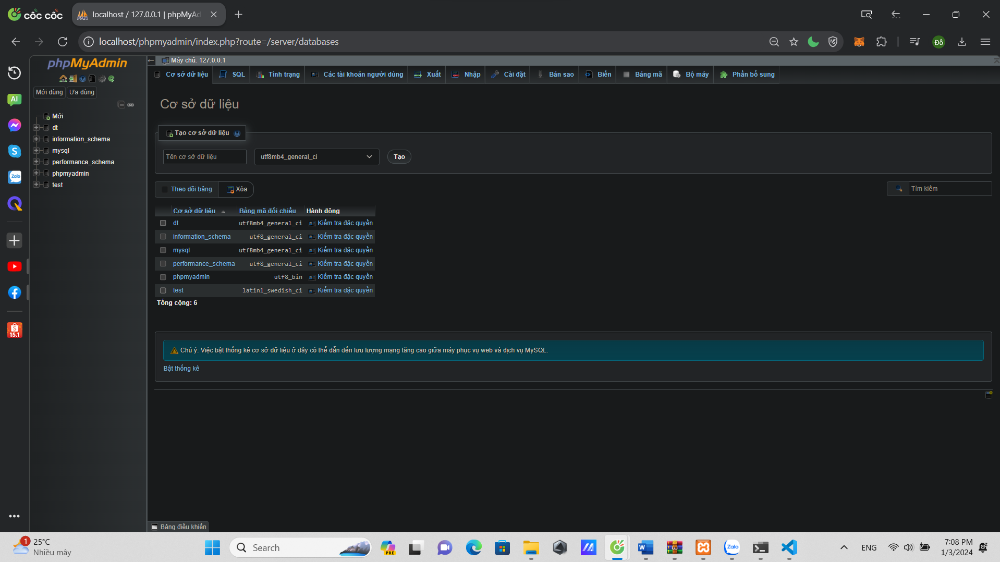 cốc cốc
localhost / 127.0.0.1 | phpMyAd
localhost/phpmyadmin/index.php?route=/server/databases
Đỗ
phpMyAdmin
Máy chủ: 127.0.0.1
Cơ sở dữ liệu
SQL
Tình trạng
Các tài khoản người dùng
Xuất
Nhập
Cài đặt
Bản sao
Biến
Bảng mã
Bộ máy
Phần bổ sung
Mới dùng
Ưa dùng
Mới
dt
information_schema
mysql
performance_schema
phpmyadmin
test
AI
Zalo
15.1
Cơ sở dữ liệu
Tạo cơ sở dữ liệu
Tên cơ sở dữ liệu
utf8mb4_general_ci
Tạo
Theo dõi bảng
Xóa
Tìm kiếm
Cơ sở dữ liệu Bảng mã đối chiếu Hành động
dt utf8mb4_general_ci Kiểm tra đặc quyền
information_schema utf8_general_ci Kiểm tra đặc quyền
mysql utf8mb4_general_ci Kiểm tra đặc quyền
performance_schema utf8_general_ci Kiểm tra đặc quyền
phpmyadmin utf8_bin Kiểm tra đặc quyền
test latin1_swedish_ci Kiểm tra đặc quyền
Tổng cộng: 6
Chú ý: Việc bật thống kê cơ sở dữ liệu ở đây có thể dẫn đến lưu lượng mạng tăng cao giữa máy phục vụ web và dịch vụ MySQL.
Bật thống kê
Bảng điều khiển
1
25°C
Nhiều mây
Search
PRE
Zalo
ENG
7:08 PM
1/3/2024